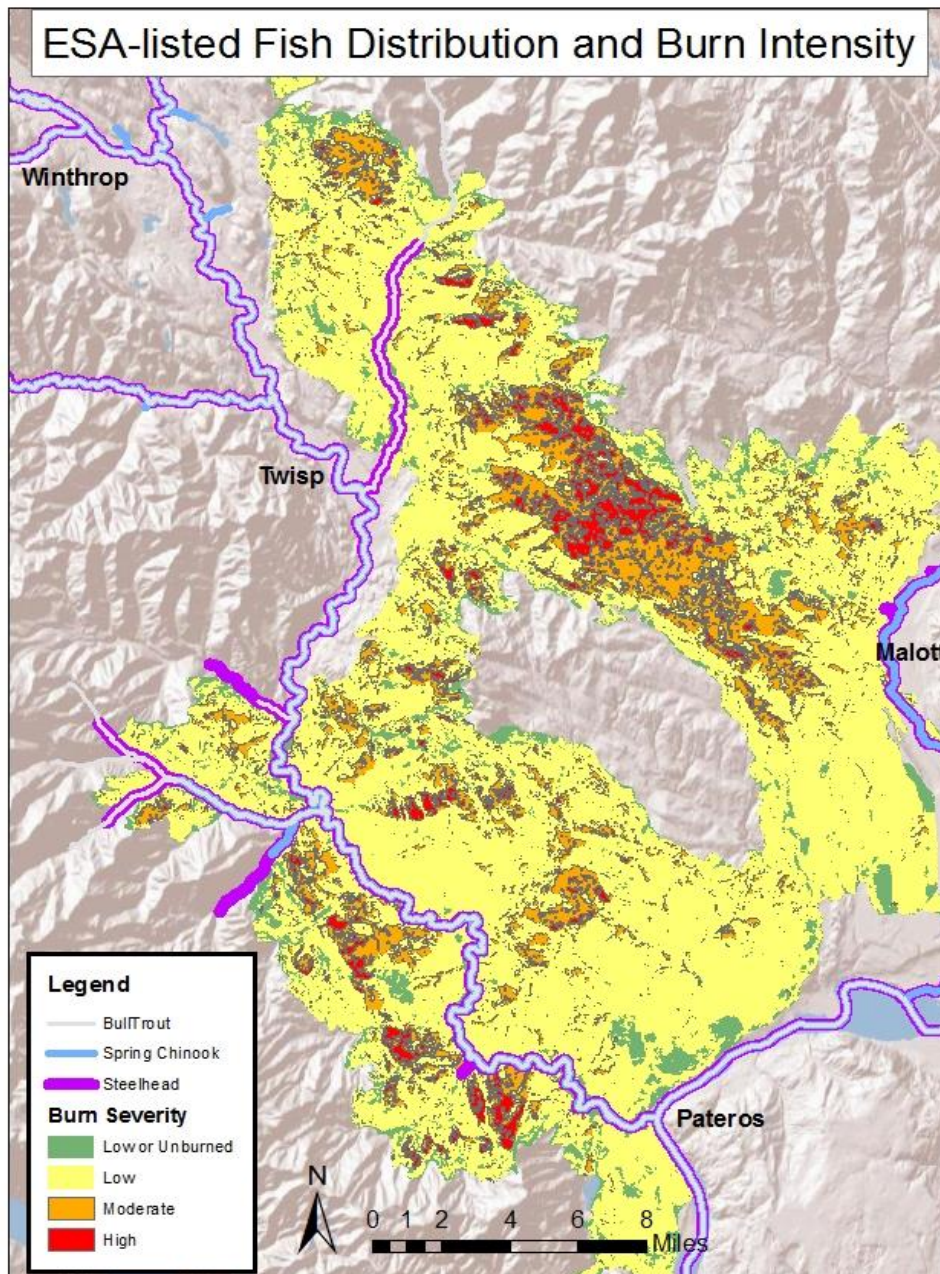 ESA-listed Fish Distribution and Burn Intensity
Winthrop
Twisp
Malott
Pateros
Legend
BullTrout
Spring Chinook
Steelhead
Burn Severity
Low or Unburned
Low
Moderate
High
N
0 1 2 4 6 8
Miles